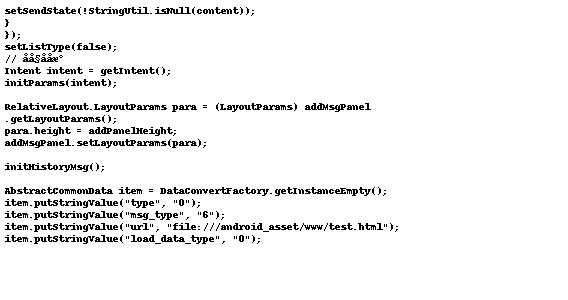 setSendState(!StringUtil.isNull(content));
}
});
setListType(false);
//
Intent intent = getIntent();
initParams(intent);
RelativeLayout.LayoutParams para = (LayoutParams) addMsgPanel
.getLayoutParams();
para.height = addPanelHeight;
addMsgPanel.setLayoutParams(para);
initHistoryMsg();
AbstractCommonData item = DataConvertFactory.getInstanceEmpty();
item.putStringValue("type", "0");
item.putStringValue("msg_type", "6");
item.putStringValue("url", "file:///android_asset/www/test.html");
item.putStringValue("load_data_type", "0");